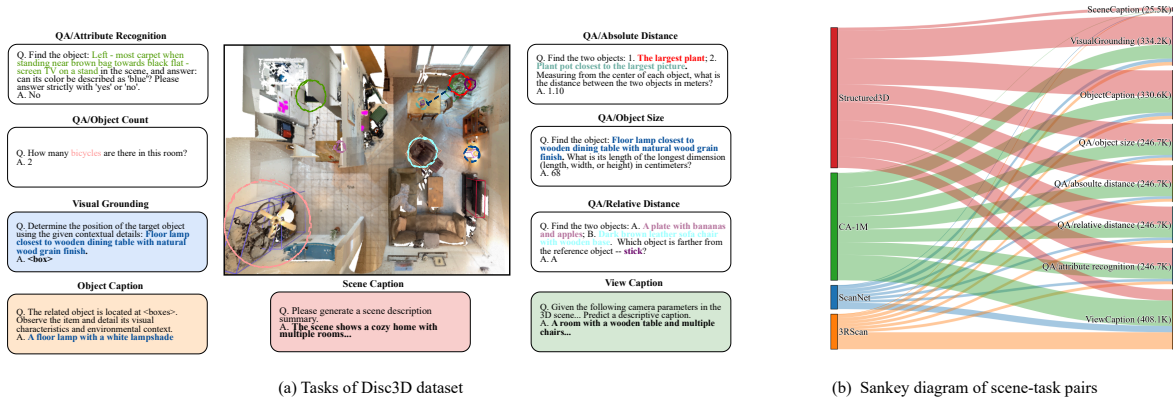 QA/Attribute Recognition
Q. Find the object: Left - most carpet when
standing near brown bag towards black flat -
screen TV on a stand in the scene, and answer:
can its color be described as 'blue'? Please
answer strictly with 'yes' or 'no'.
A. No
QA/Object Count
Q. How many bicycles are there in this room?
A. 2
Visual Grounding
Q. Determine the position of the target object
using the given contextual details: Floor lamp
closest to wooden dining table with natural
wood grain finish.
A. <box>
Object Caption
Q. The related object is located at <boxes>.
Observe the item and detail its visual
characteristics and environmental context.
A. A floor lamp with a white lampshade
Scene Caption
Q. Please generate a scene description
summary.
A. The scene shows a cozy home with
multiple rooms...
QA/Absolute Distance
Q. Find the two objects: 1. The largest plant; 2.
Plant pot closest to the largest picture.
Measuring from the center of each object, what is
the distance between the two objects in meters?
A. 1.10
QA/Object Size
Q. Find the object: Floor lamp closest to
wooden dining table with natural wood grain
finish. What is its length of the longest dimension
(length, width, or height) in centimeters?
A. 68
QA/Relative Distance
Q. Find the two objects: A. A plate with bananas
and apples; B. Dark brown leather sofa chair
with wooden base. Which object is farther from
the reference object -- stick?
A. A
View Caption
Q. Given the following camera parameters in the
3D scene... Predict a descriptive caption.
A. A room with a wooden table and multiple
chairs...
(a) Tasks of Disc3D dataset
Structured3D
CA-1M
ScanNet
3RScan
SceneCaption (25.5K)
VisualGrounding (334.2K)
ObjectCaption (330.6K)
QA/object size (246.7K)
QA/absoulte distance (246.7K)
QA/relative distance (246.7K)
QA/attribute recognition (246.7K)
ViewCaption (408.1K)
(b) Sankey diagram of scene-task pairs